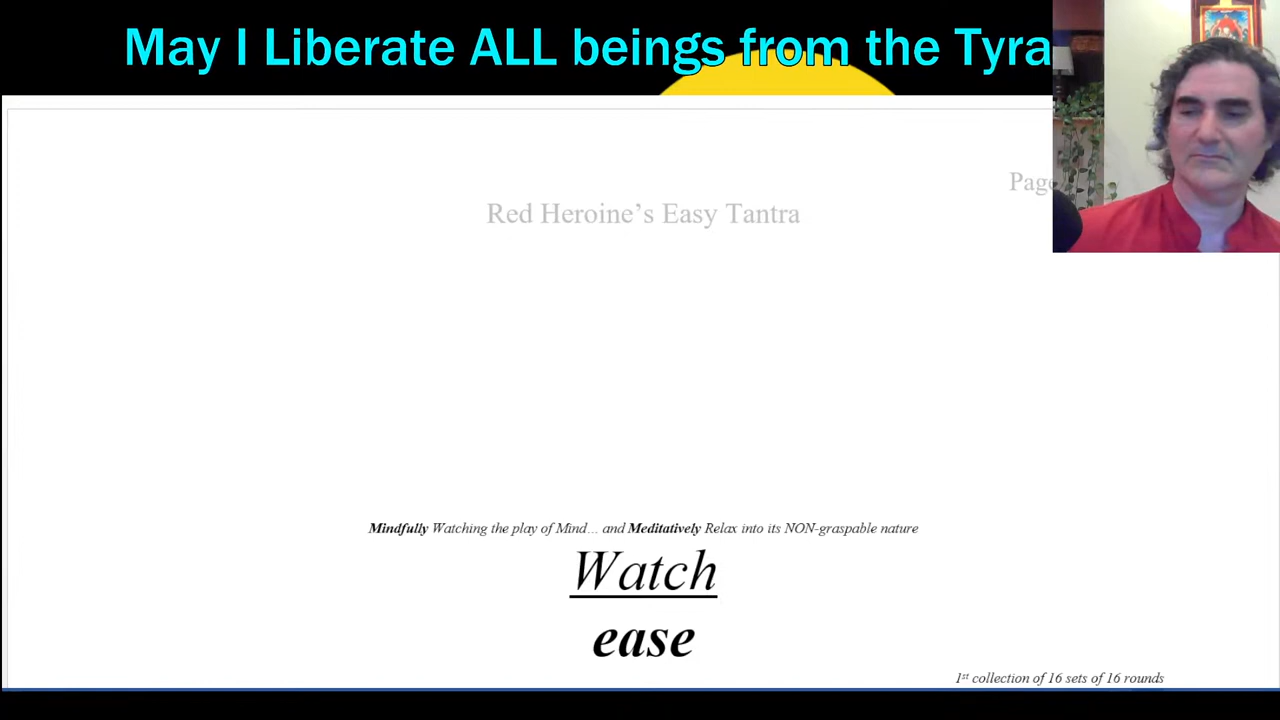 May I Liberate ALL beings from the Tyra
Page
Red Heroine’s Easy Tantra
Mindfully Watching the play of Mind… and Meditatively Relax into its NON-graspable nature
Watch
ease
1st collection of 16 sets of 16 rounds